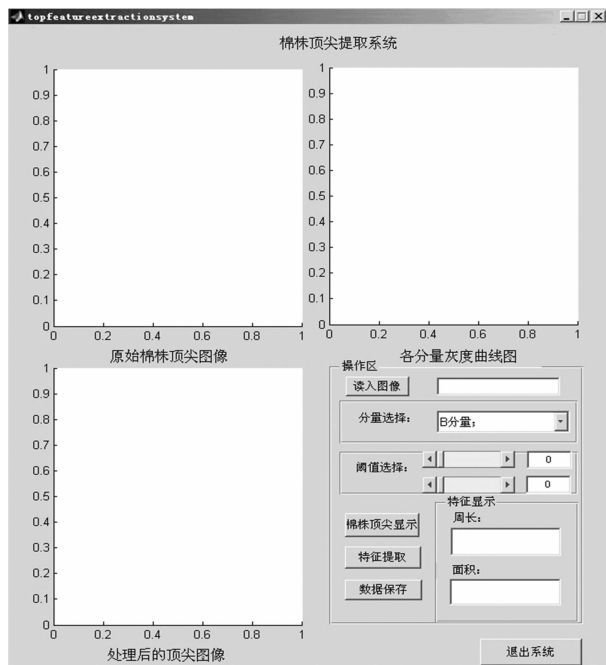 topfeatureextractionsystem
棉株顶尖提取系统
1
0.9
0.8
0.7
0.6
0.5
0.4
0.3
0.2
0.1
0
0 0.2 0.4 0.6 0.8 1
原始棉株顶尖图像
1
0.9
0.8
0.7
0.6
0.5
0.4
0.3
0.2
0.1
0
0 0.2 0.4 0.6 0.8 1
各分量灰度曲线图
1
0.9
0.8
0.7
0.6
0.5
0.4
0.3
0.2
0.1
0
0 0.2 0.4 0.6 0.8 1
处理后的顶尖图像
操作区
读入图像
分量选择： B分量；
阈值选择： 0
0
棉株顶尖显示
特征提取
数据保存
特征显示
周长：
面积：
退出系统